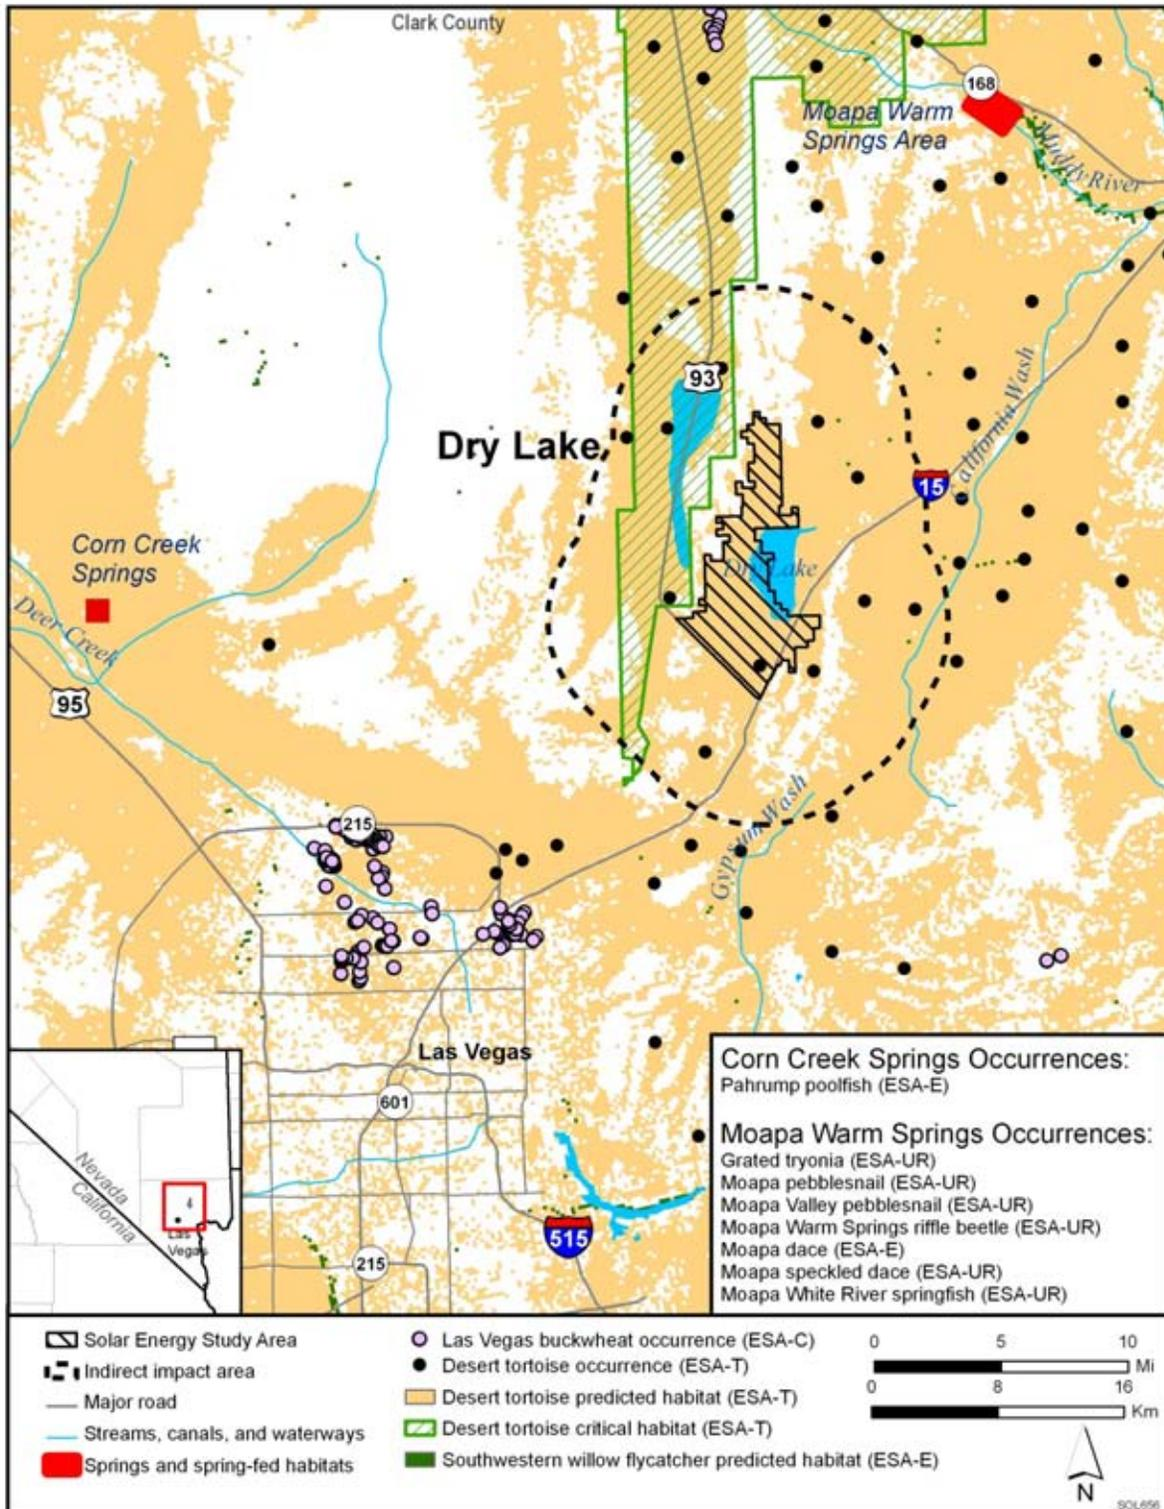 Clark County
168
Moapa Warm
Springs Area
Muddy River
93
Dry Lake
15
California Wash
Corn Creek
Springs
Dry Lake
Deer Creek
95
215
Gypsum Wash
Las Vegas
601
515
215
Nevada
California
4
Las
Vegas
Corn Creek Springs Occurrences:
Pahrump poolfish (ESA-E)
Moapa Warm Springs Occurrences:
Grated tryonia (ESA-UR)
Moapa pebblesnail (ESA-UR)
Moapa Valley pebblesnail (ESA-UR)
Moapa Warm Springs riffle beetle (ESA-UR)
Moapa dace (ESA-E)
Moapa speckled dace (ESA-UR)
Moapa White River springfish (ESA-UR)
Solar Energy Study Area
Indirect impact area
Major road
Streams, canals, and waterways
Springs and spring-fed habitats
Las Vegas buckwheat occurrence (ESA-C)
Desert tortoise occurrence (ESA-T)
Desert tortoise predicted habitat (ESA-T)
Desert tortoise critical habitat (ESA-T)
Southwestern willow flycatcher predicted habitat (ESA-E)
0 5 10
Mi
0 8 16
Km
N